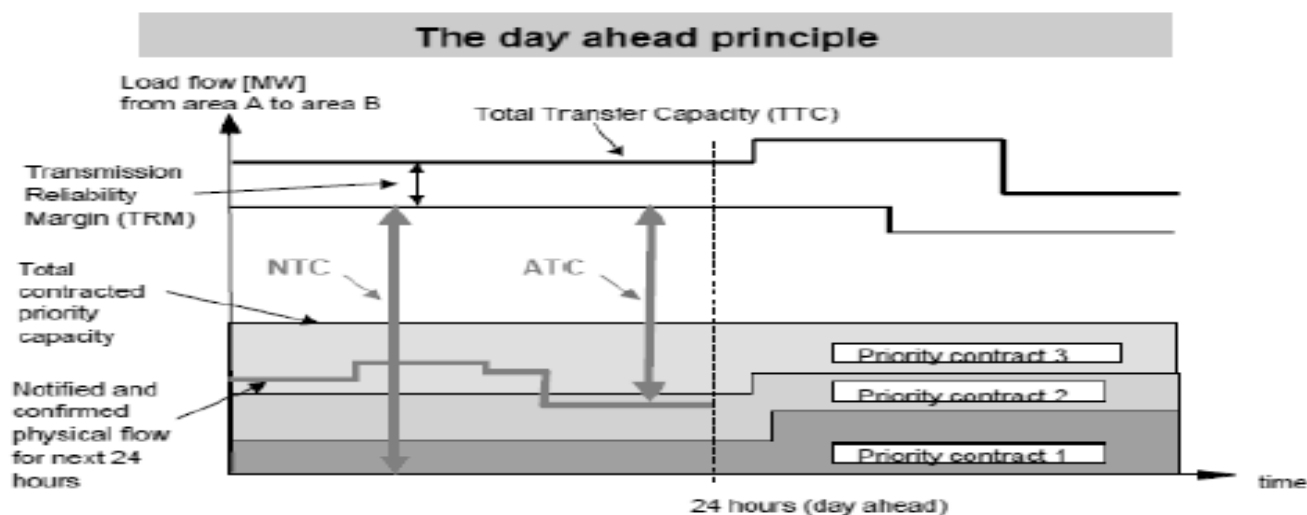 The day ahead principle
Load flow [MW]
from area A to area B
Total Transfer Capacity (TTC)
Transmission
Reliability
Margin (TRM)
NTC
ATC
Total
contracted
priority
capacity
Priority contract 3
Notified and
confirmed
physical flow
for next 24
hours
Priority contract 2
Priority contract 1
time
24 hours (day ahead)